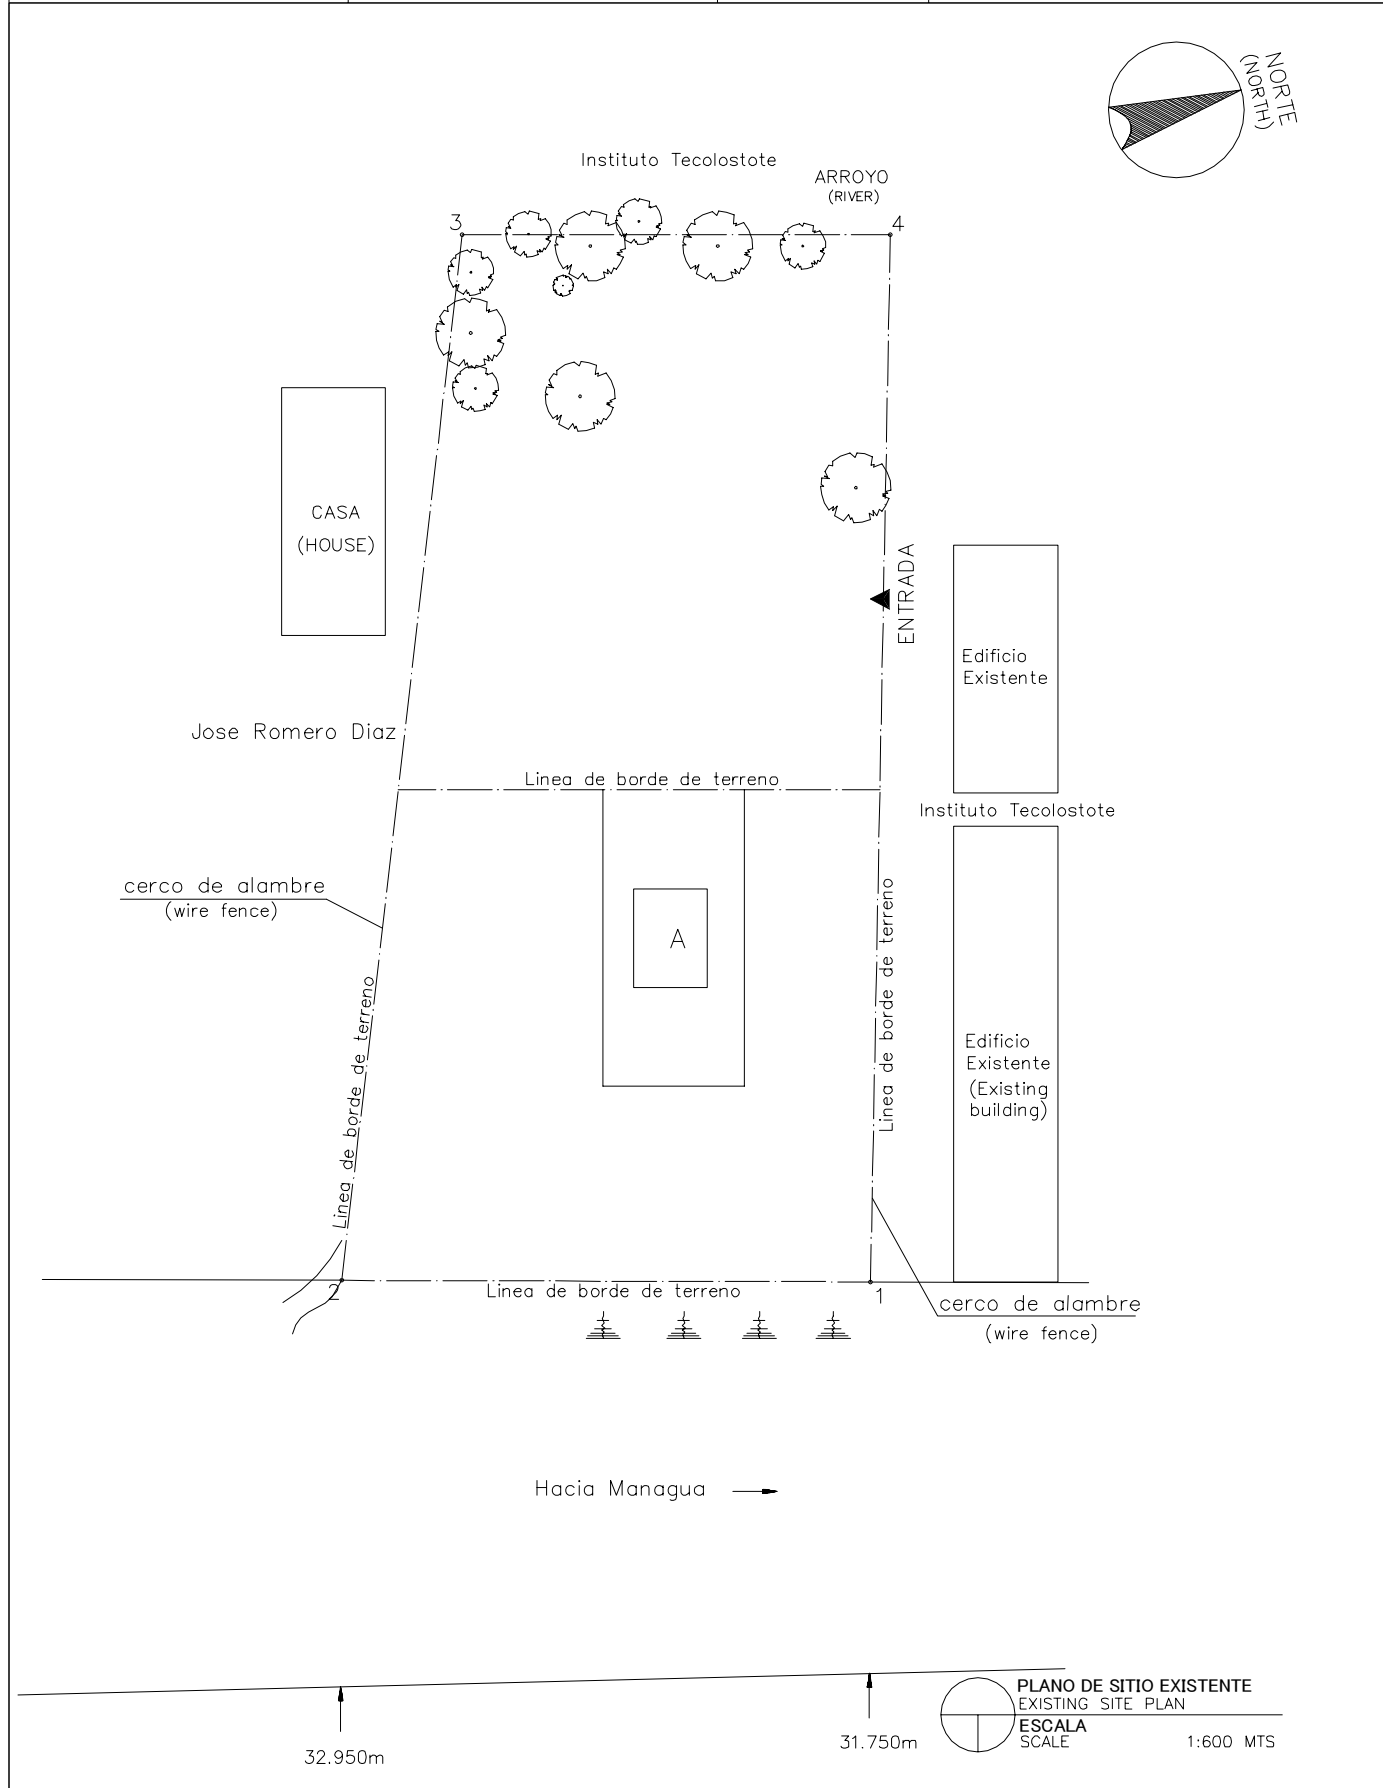 NORTE
(NORTH)
Instituto Tecolostote
ARROYO
(RIVER)
3
4
CASA
(HOUSE)
ENTRADA
Edificio
Existente
Jose Romero Diaz
Linea de borde de terreno
Instituto Tecolostote
cerco de alambre
(wire fence)
A
Linea de borde de terreno
Linea de borde de terreno
Edificio
Existente
(Existing
building)
2
Linea de borde de terreno
1
cerco de alambre
(wire fence)
Hacia Managua
PLANO DE SITIO EXISTENTE
EXISTING SITE PLAN
ESCALA
SCALE 1:600 MTS
32.950m
31.750m